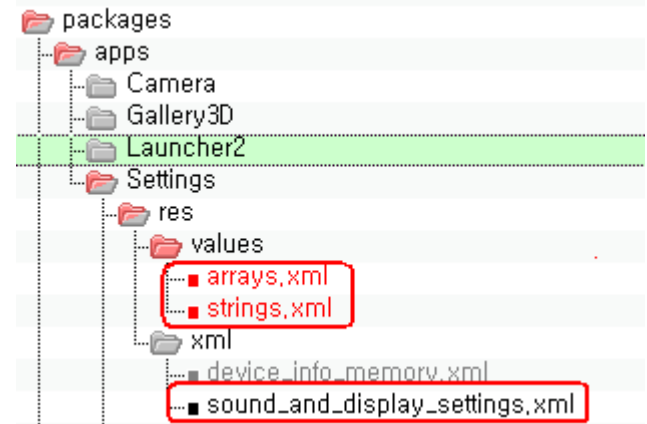 packages
apps
Camera
Gallery3D
Launcher2
Settings
res
values
arrays,xml
strings,xml
xml
device_info_memory,xml
sound_and_display_settings,xml